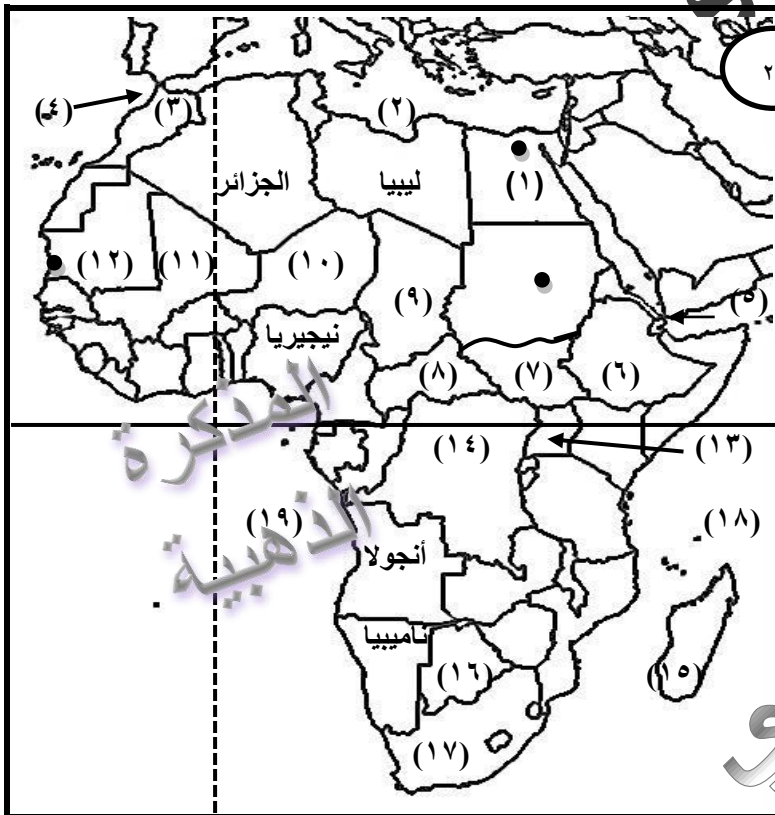 ٢
(٤) (٣) (٢)
الجزائر ليبيا (١)
(١٢) (١١) (١٠) (٩) (٥)
نيجيريا (٨) (٧) (٦)
المذكرة
(١٤) (١٣)
الذهبية
(١٩) (١٨)
أنجولا
ناميبيا (١٦) (١٥)
(١٧)